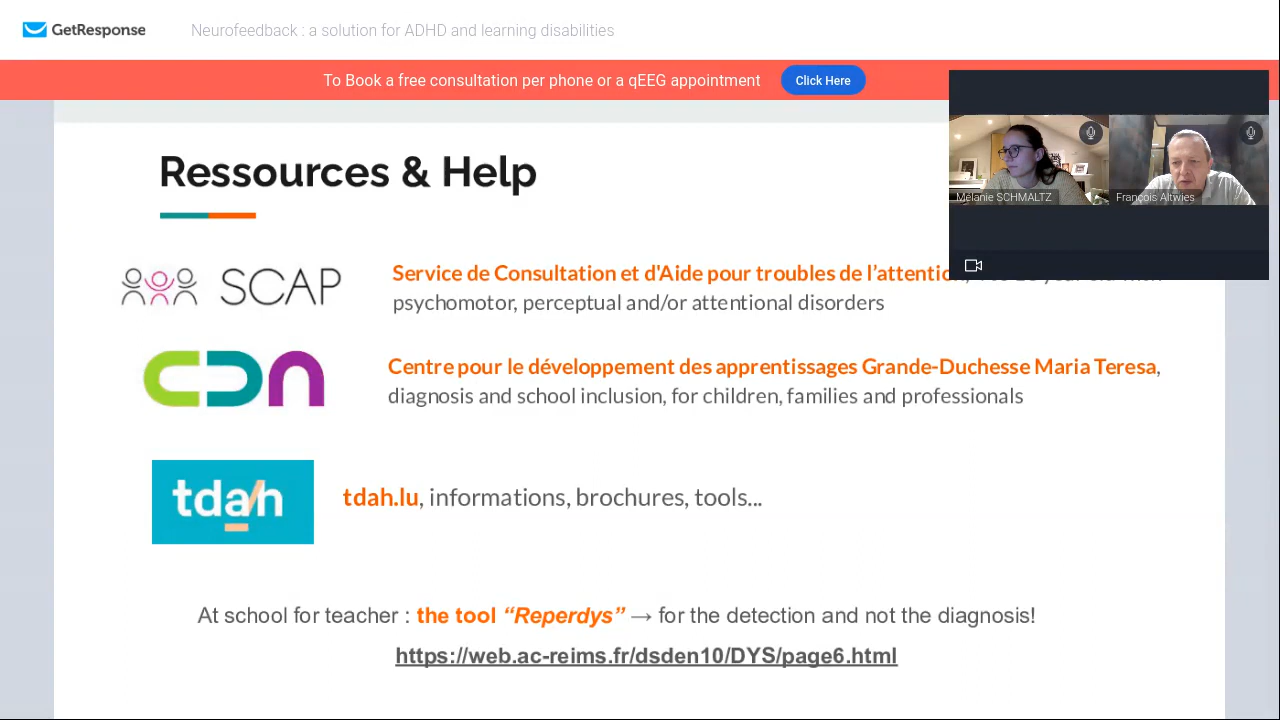 GetResponse
Neurofeedback : a solution for ADHD and learning disabilities
To Book a free consultation per phone or a qEEG appointment
Click Here
Mélanie SCHMALTZ
François Altwies
Ressources & Help
SCAP
Service de Consultation et d'Aide pour troubles de l'attention
psychomotor, perceptual and/or attentional disorders
CDA
Centre pour le développement des apprentissages Grande-Duchesse Maria Teresa,
diagnosis and school inclusion, for children, families and professionals
tdah
tdah.lu, informations, brochures, tools...
At school for teacher : the tool “Reperdys” → for the detection and not the diagnosis!
https://web.ac-reims.fr/dsden10/DYS/page6.html